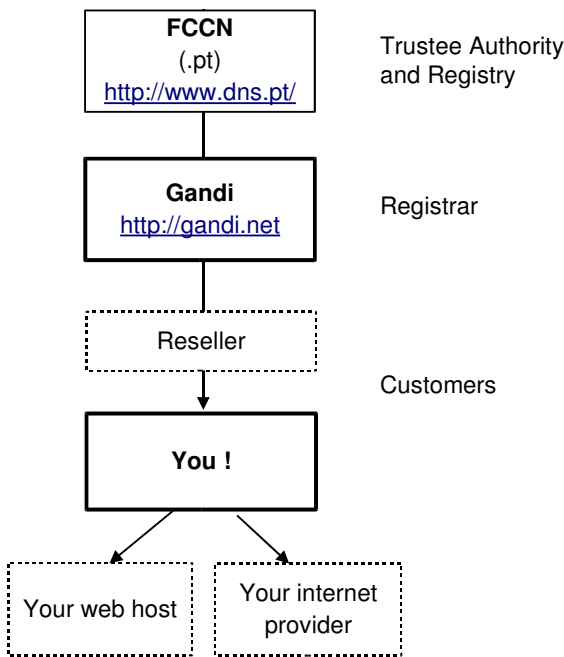 FCCN
(.pt)
http://www.dns.pt/
Trustee Authority
and Registry
Gandi
http://gandi.net
Registrar
Reseller
Customers
You !
Your web host
Your internet
provider